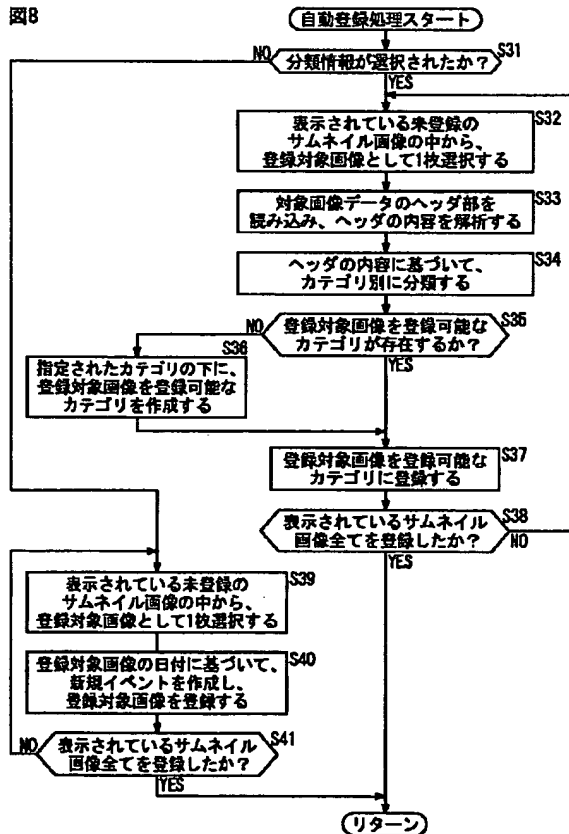 図8
自動登録処理スタート
分類情報が選択されたか?
S31
NO
YES
表示されている未登録の
サムネイル画像の中から、
登録対象画像として1枚選択する
S32
対象画像データのヘッダ部を
読み込み、ヘッダの内容を解析する
S33
ヘッダの内容に基づいて、
カテゴリ別に分類する
S34
登録対象画像を登録可能な
カテゴリが存在するか?
S35
NO
YES
S36
指定されたカテゴリの下に、
登録対象画像を登録可能な
カテゴリを作成する
登録対象画像を登録可能な
カテゴリに登録する
S37
表示されているサムネイル
画像全てを登録したか?
S38
NO
YES
表示されている未登録の
サムネイル画像の中から、
登録対象画像として1枚選択する
S39
登録対象画像の日付に基づいて、
新規イベントを作成し、
登録対象画像を登録する
S40
表示されているサムネイル
画像全てを登録したか?
S41
NO
YES
リターン